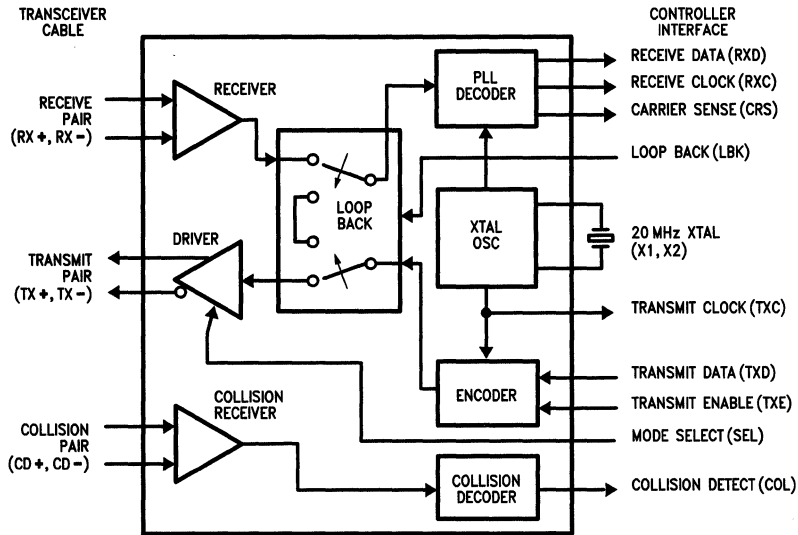 TRANSCEIVER
CABLE
CONTROLLER
INTERFACE
RECEIVER
RECEIVE
PAIR
(RX+, RX−)
PLL
DECODER
RECEIVE DATA (RXD)
RECEIVE CLOCK (RXC)
CARRIER SENSE (CRS)
LOOP BACK (LBK)
LOOP
BACK
XTAL
OSC
20 MHz XTAL
(X1, X2)
DRIVER
TRANSMIT
PAIR
(TX+, TX−)
TRANSMIT CLOCK (TXC)
ENCODER
TRANSMIT DATA (TXD)
TRANSMIT ENABLE (TXE)
MODE SELECT (SEL)
COLLISION
RECEIVER
COLLISION
PAIR
(CD+, CD−)
COLLISION
DECODER
COLLISION DETECT (COL)